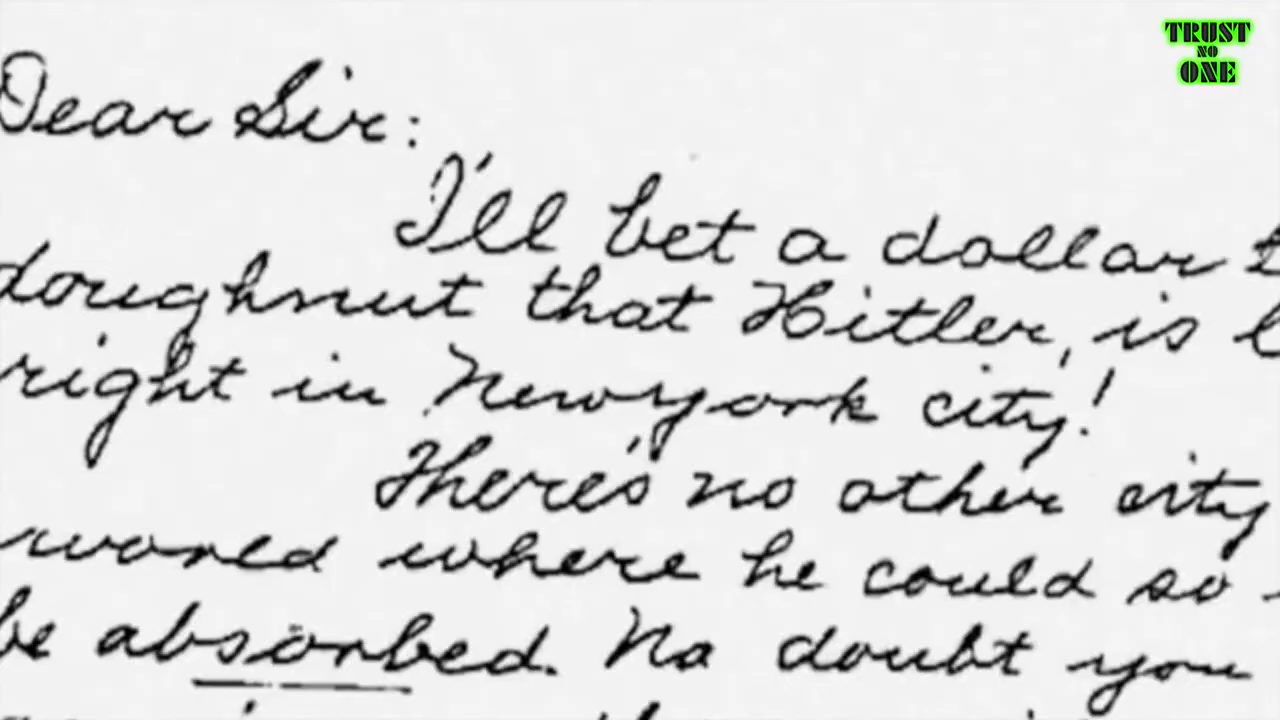 TRUST
NO
ONE
Dear Sir:
I'll bet a dollar
doughnut that Hitler, is
right in Newyork city!
There's no other city
world where he could so
be absorbed. No doubt you